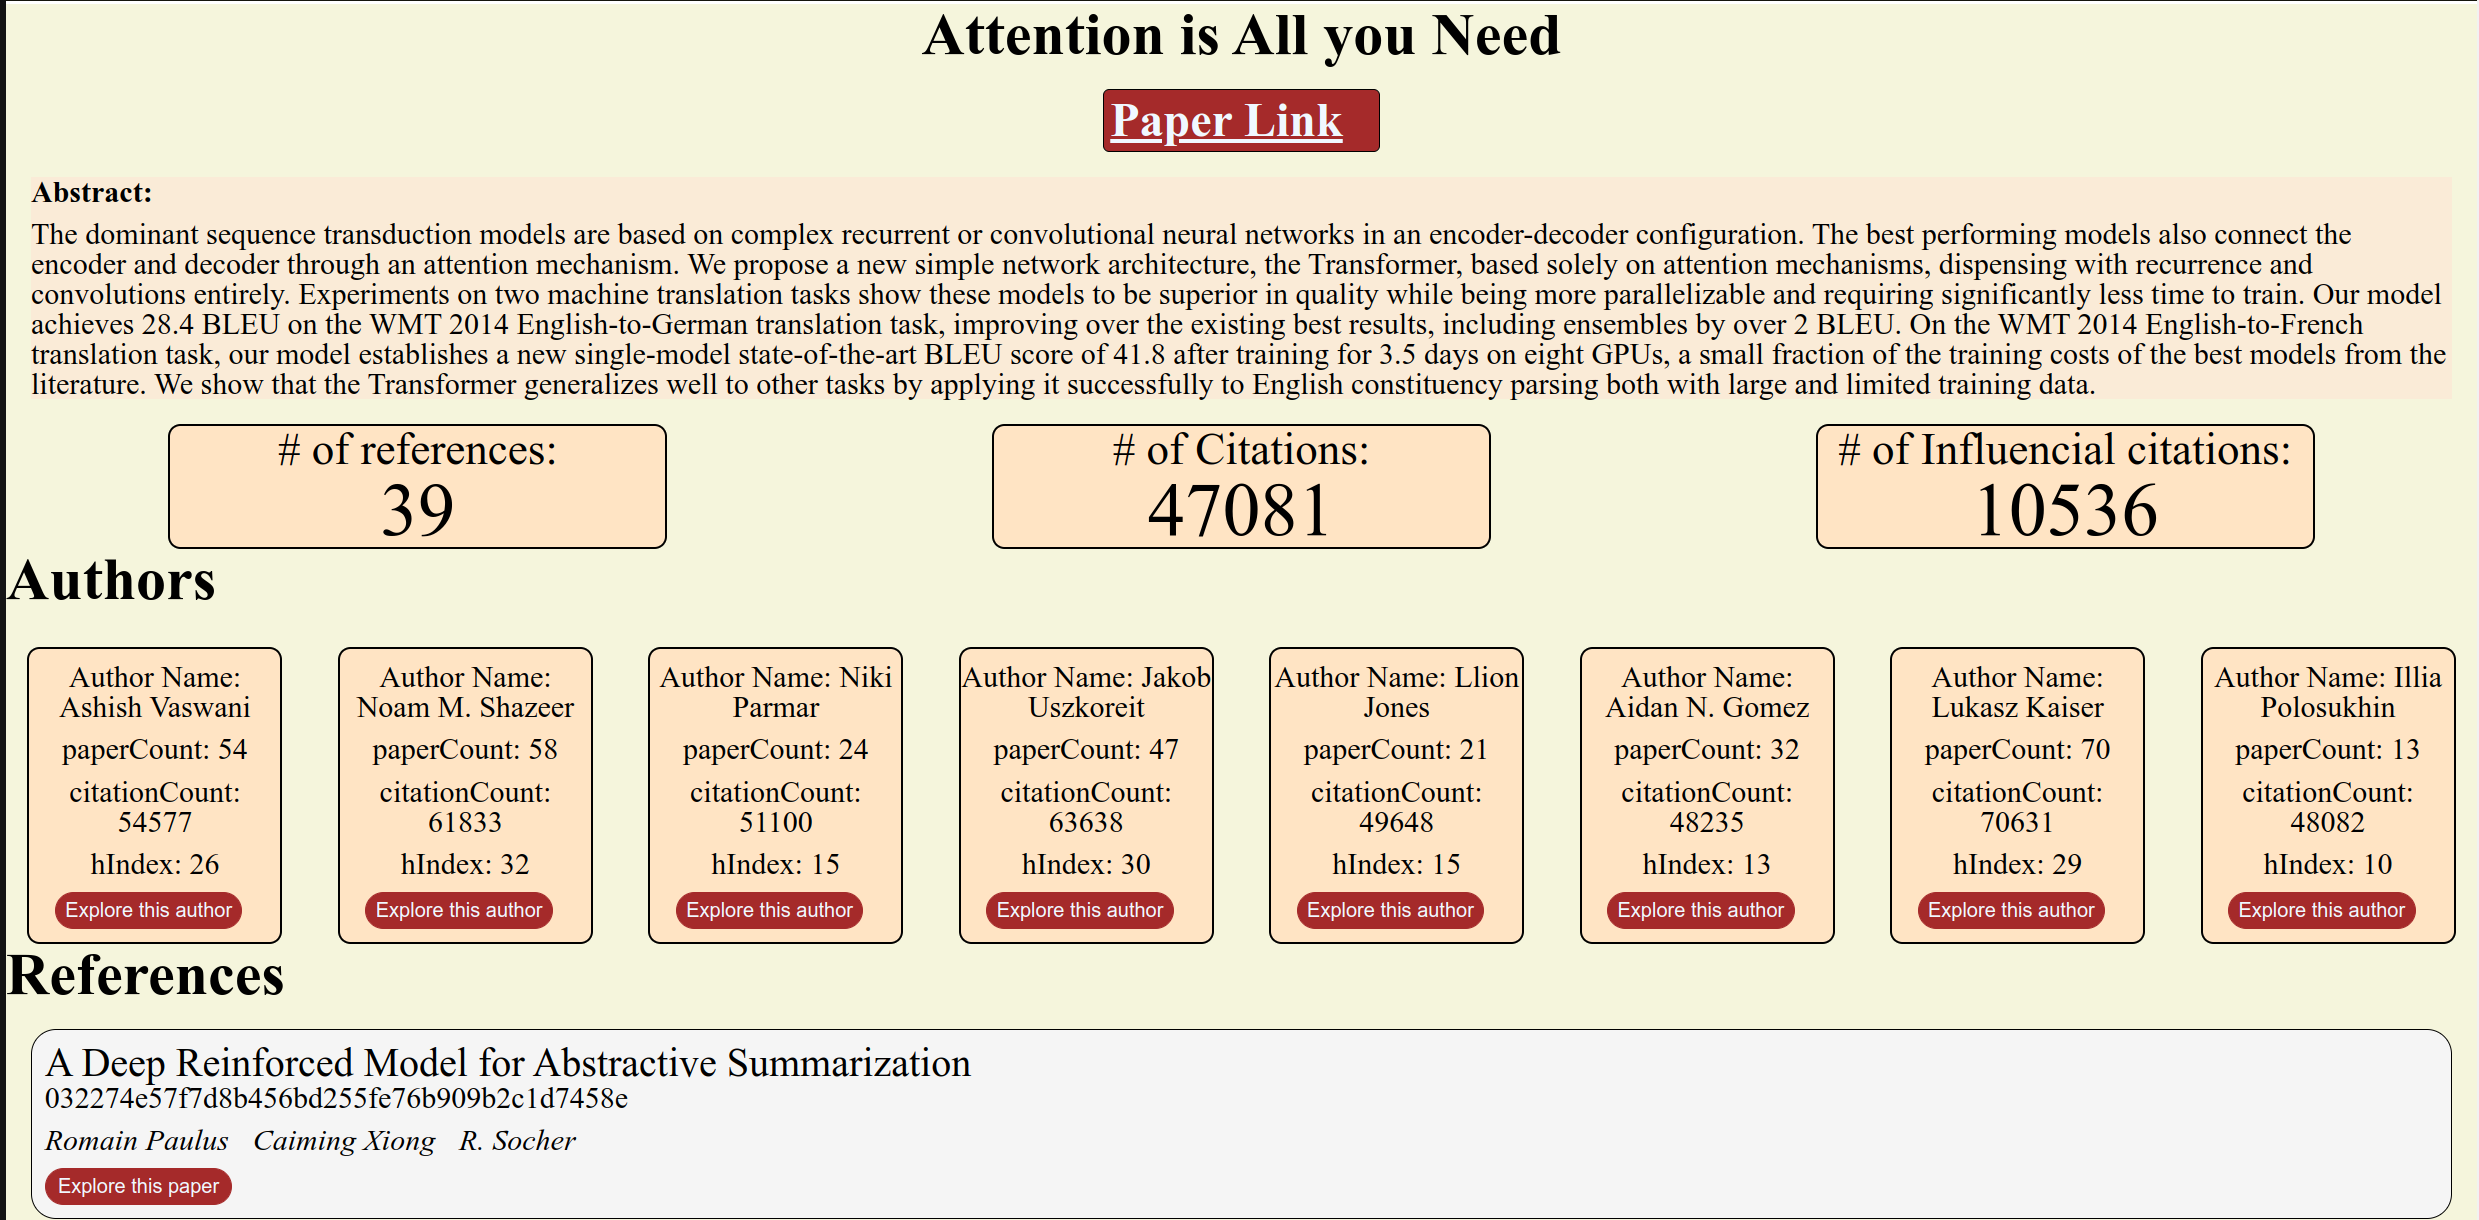 Attention is All you Need
Paper Link
Abstract:
The dominant sequence transduction models are based on complex recurrent or convolutional neural networks in an encoder-decoder configuration. The best performing models also connect the
encoder and decoder through an attention mechanism. We propose a new simple network architecture, the Transformer, based solely on attention mechanisms, dispensing with recurrence and
convolutions entirely. Experiments on two machine translation tasks show these models to be superior in quality while being more parallelizable and requiring significantly less time to train. Our model
achieves 28.4 BLEU on the WMT 2014 English-to-German translation task, improving over the existing best results, including ensembles by over 2 BLEU. On the WMT 2014 English-to-French
translation task, our model establishes a new single-model state-of-the-art BLEU score of 41.8 after training for 3.5 days on eight GPUs, a small fraction of the training costs of the best models from the
literature. We show that the Transformer generalizes well to other tasks by applying it successfully to English constituency parsing both with large and limited training data.
# of references:
39
# of Citations:
47081
# of Influencial citations:
10536
Authors
Author Name:
Ashish Vaswani
paperCount: 54
citationCount:
54577
hIndex: 26
Explore this author
Author Name:
Noam M. Shazeer
paperCount: 58
citationCount:
61833
hIndex: 32
Explore this author
Author Name: Niki
Parmar
paperCount: 24
citationCount:
51100
hIndex: 15
Explore this author
Author Name: Jakob
Uszkoreit
paperCount: 47
citationCount:
63638
hIndex: 30
Explore this author
Author Name: Llion
Jones
paperCount: 21
citationCount:
49648
hIndex: 15
Explore this author
Author Name:
Aidan N. Gomez
paperCount: 32
citationCount:
48235
hIndex: 13
Explore this author
Author Name:
Lukasz Kaiser
paperCount: 70
citationCount:
70631
hIndex: 29
Explore this author
Author Name: Illia
Polosukhin
paperCount: 13
citationCount:
48082
hIndex: 10
Explore this author
References
A Deep Reinforced Model for Abstractive Summarization
032274e57f7d8b456bd255fe76b909b2c1d7458e
Romain Paulus Caiming Xiong R. Socher
Explore this paper